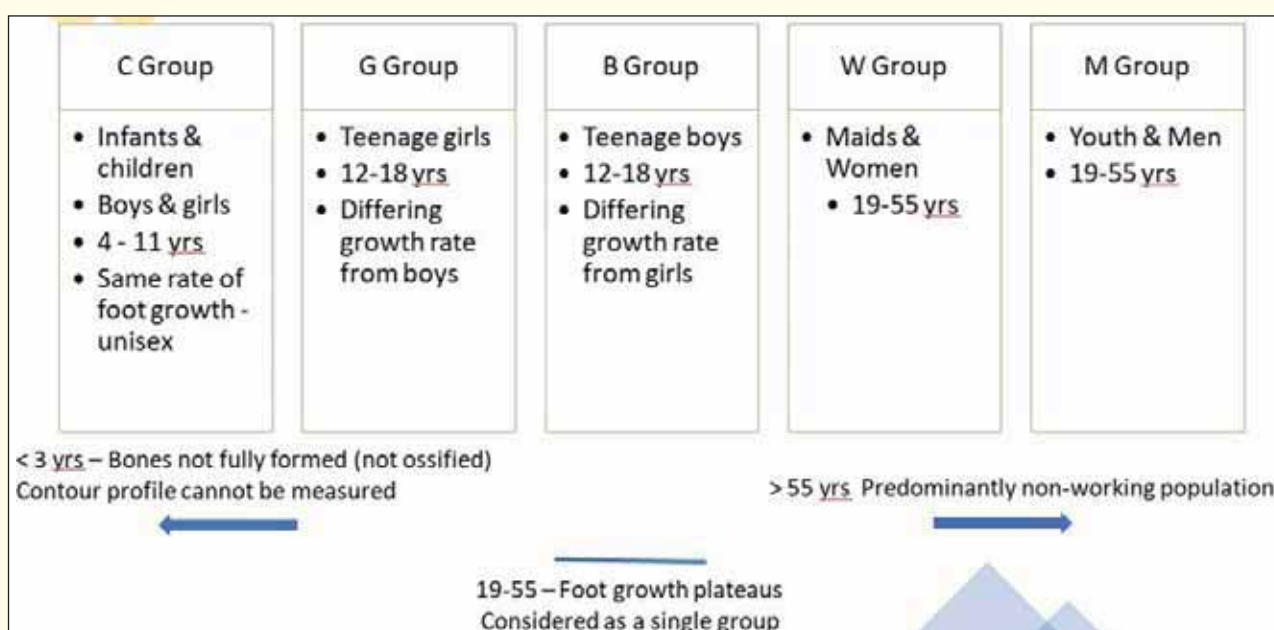 C Group
• Infants &
children
• Boys & girls
• 4 - 11 yrs
• Same rate of
foot growth -
unisex
G Group
• Teenage girls
• 12-18 yrs
• Differing
growth rate
from boys
B Group
• Teenage boys
• 12-18 yrs
• Differing
growth rate
from girls
W Group
• Maids &
Women
• 19-55 yrs
M Group
• Youth & Men
• 19-55 yrs
< 3 yrs – Bones not fully formed (not ossified)
Contour profile cannot be measured
> 55 yrs Predominantly non-working population
19-55 – Foot growth plateaus
Considered as a single group